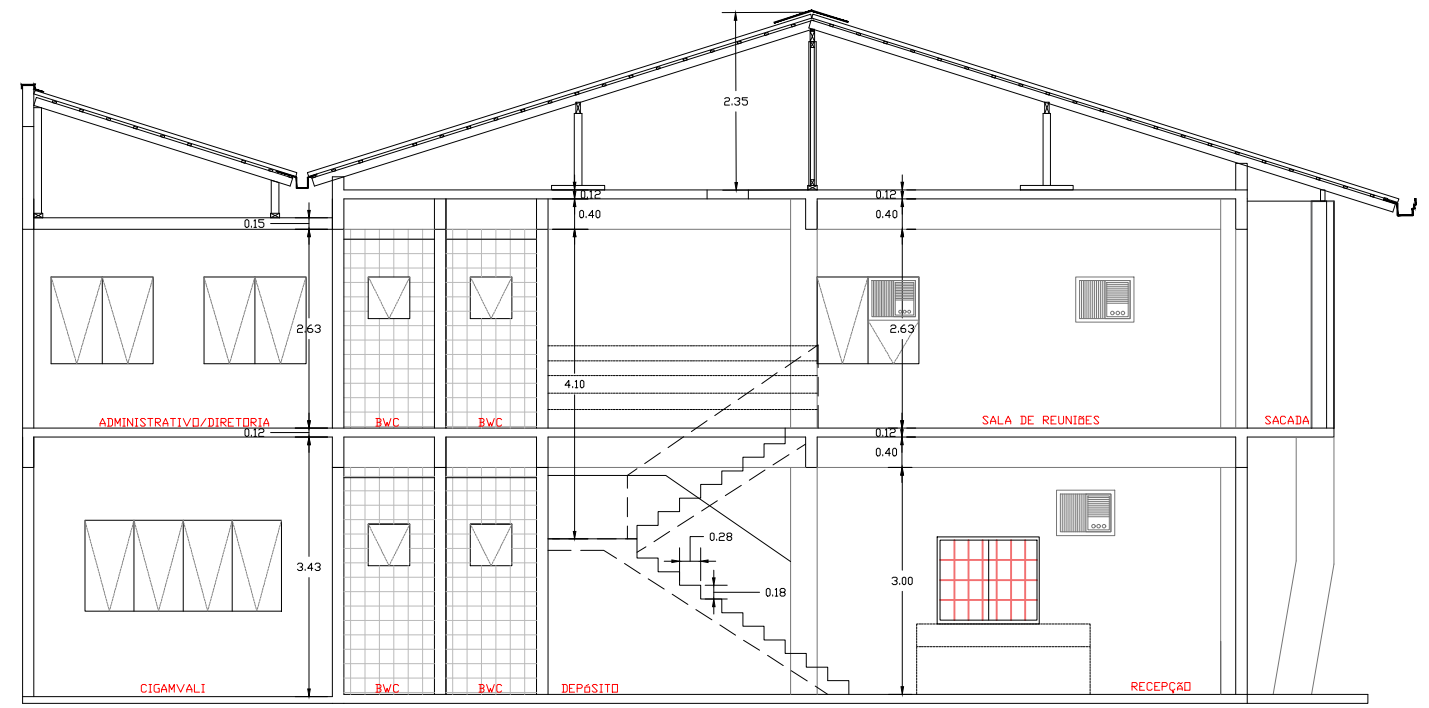 2.35
0.12
0.12
0.40
0.40
0.15
2.63
2.63
4.10
ADMINISTRATIVO/DIRETORIA
BWC
BWC
SALA DE REUNIÕES
SACADA
0.12
0.12
0.40
0.28
3.43
3.00
0.18
CIGAMVALI
BWC
BWC
DEPóSITO
RECEPÇÃO